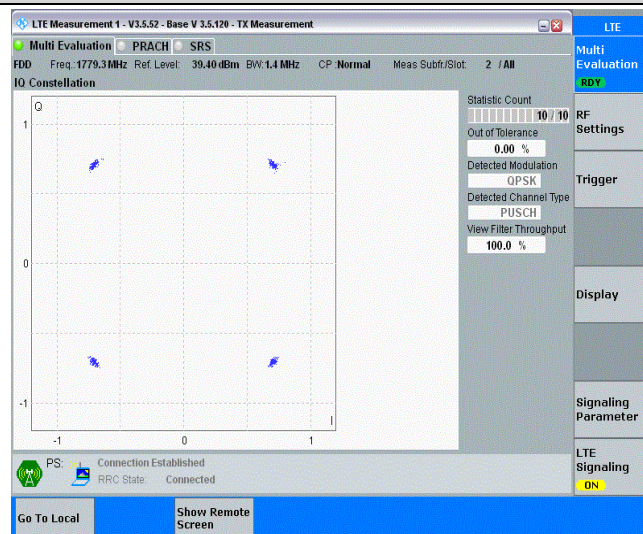 LTE Measurement 1 - V3.5.52 - Base V 3.5.120 - TX Measurement
LTE
Multi Evaluation PRACH SRS
Multi
Evaluation
RDY
FDD Freq.:1779.3 MHz Ref. Level: 39.40 dBm BW:1.4 MHz CP :Normal Meas Subfr./Slot: 2 / All
IQ Constellation
Q
1
0
-1
-1 0 1
I
Statistic Count
10 / 10
Out of Tolerance
0.00 %
Detected Modulation
QPSK
Detected Channel Type
PUSCH
View Filter Throughput
100.0 %
RF
Settings
Trigger
Display
Signaling
Parameter
LTE
Signaling
ON
PS: Connection Established
RRC State: Connected
Go To Local
Show Remote
Screen